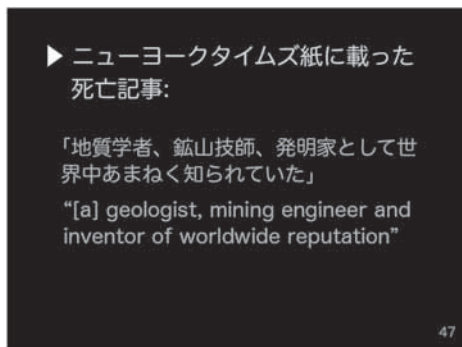 ▶ ニューヨークタイムズ紙に載った
死亡記事:
「地質学者、鉱山技師、発明家として世
界中あまねく知られていた」
“[a] geologist, mining engineer and
inventor of worldwide reputation”
47